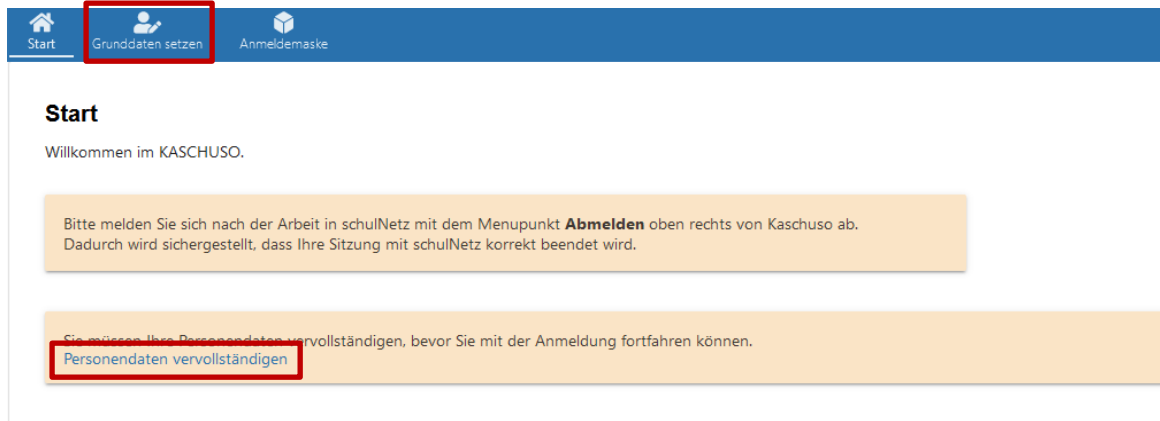 Start
Grunddaten setzen
Anmeldemaske
Start
Willkommen im KASCHUSO.
Bitte melden Sie sich nach der Arbeit in schulNetz mit dem Menupunkt Abmelden oben rechts von Kaschuso ab.
Dadurch wird sichergestellt, dass Ihre Sitzung mit schulNetz korrekt beendet wird.
Sie müssen Ihre Personendaten vervollständigen, bevor Sie mit der Anmeldung fortfahren können.
Personendaten vervollständigen